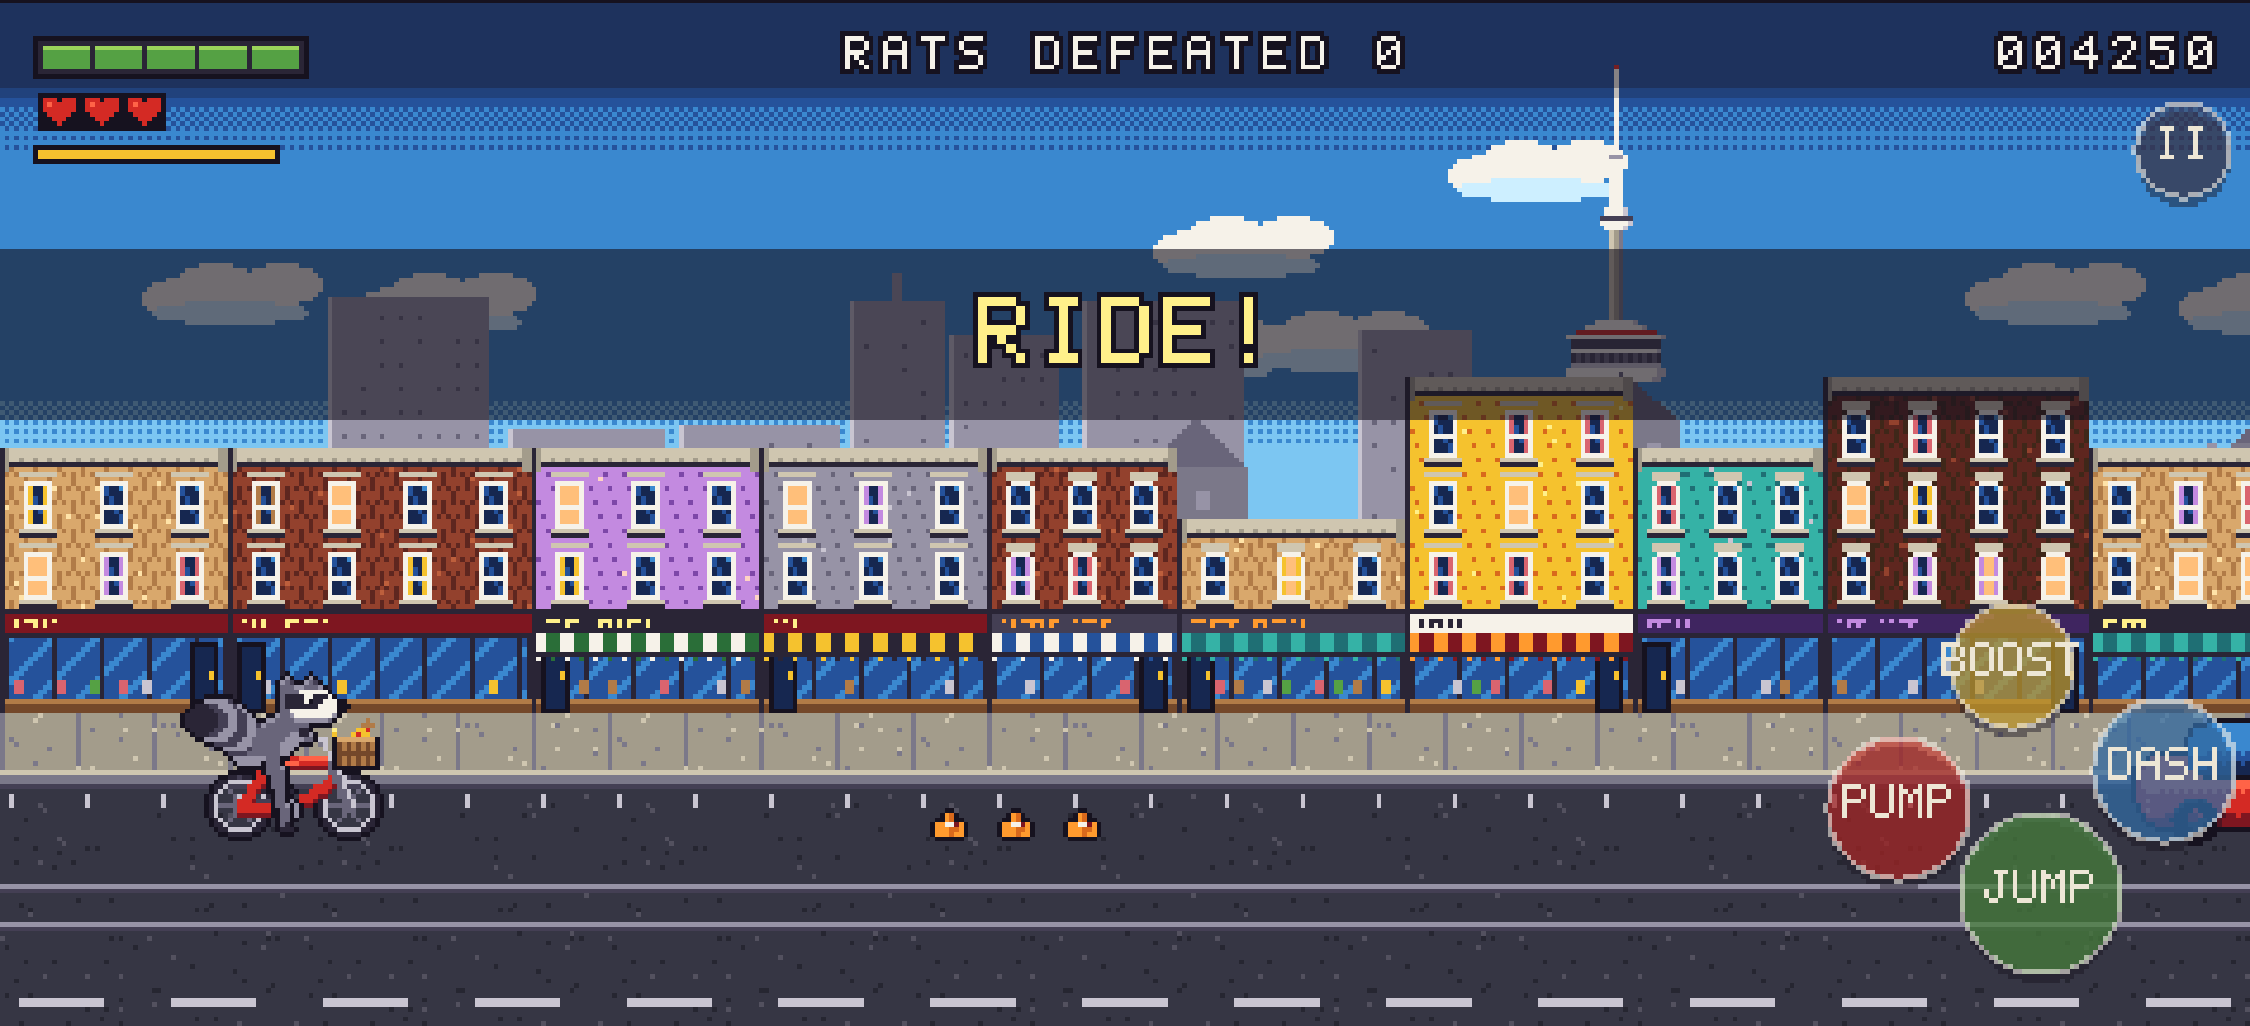 RATS DEFEATED 0
004250
II
RIDE!
BOOST
DASH
PUMP
JUMP